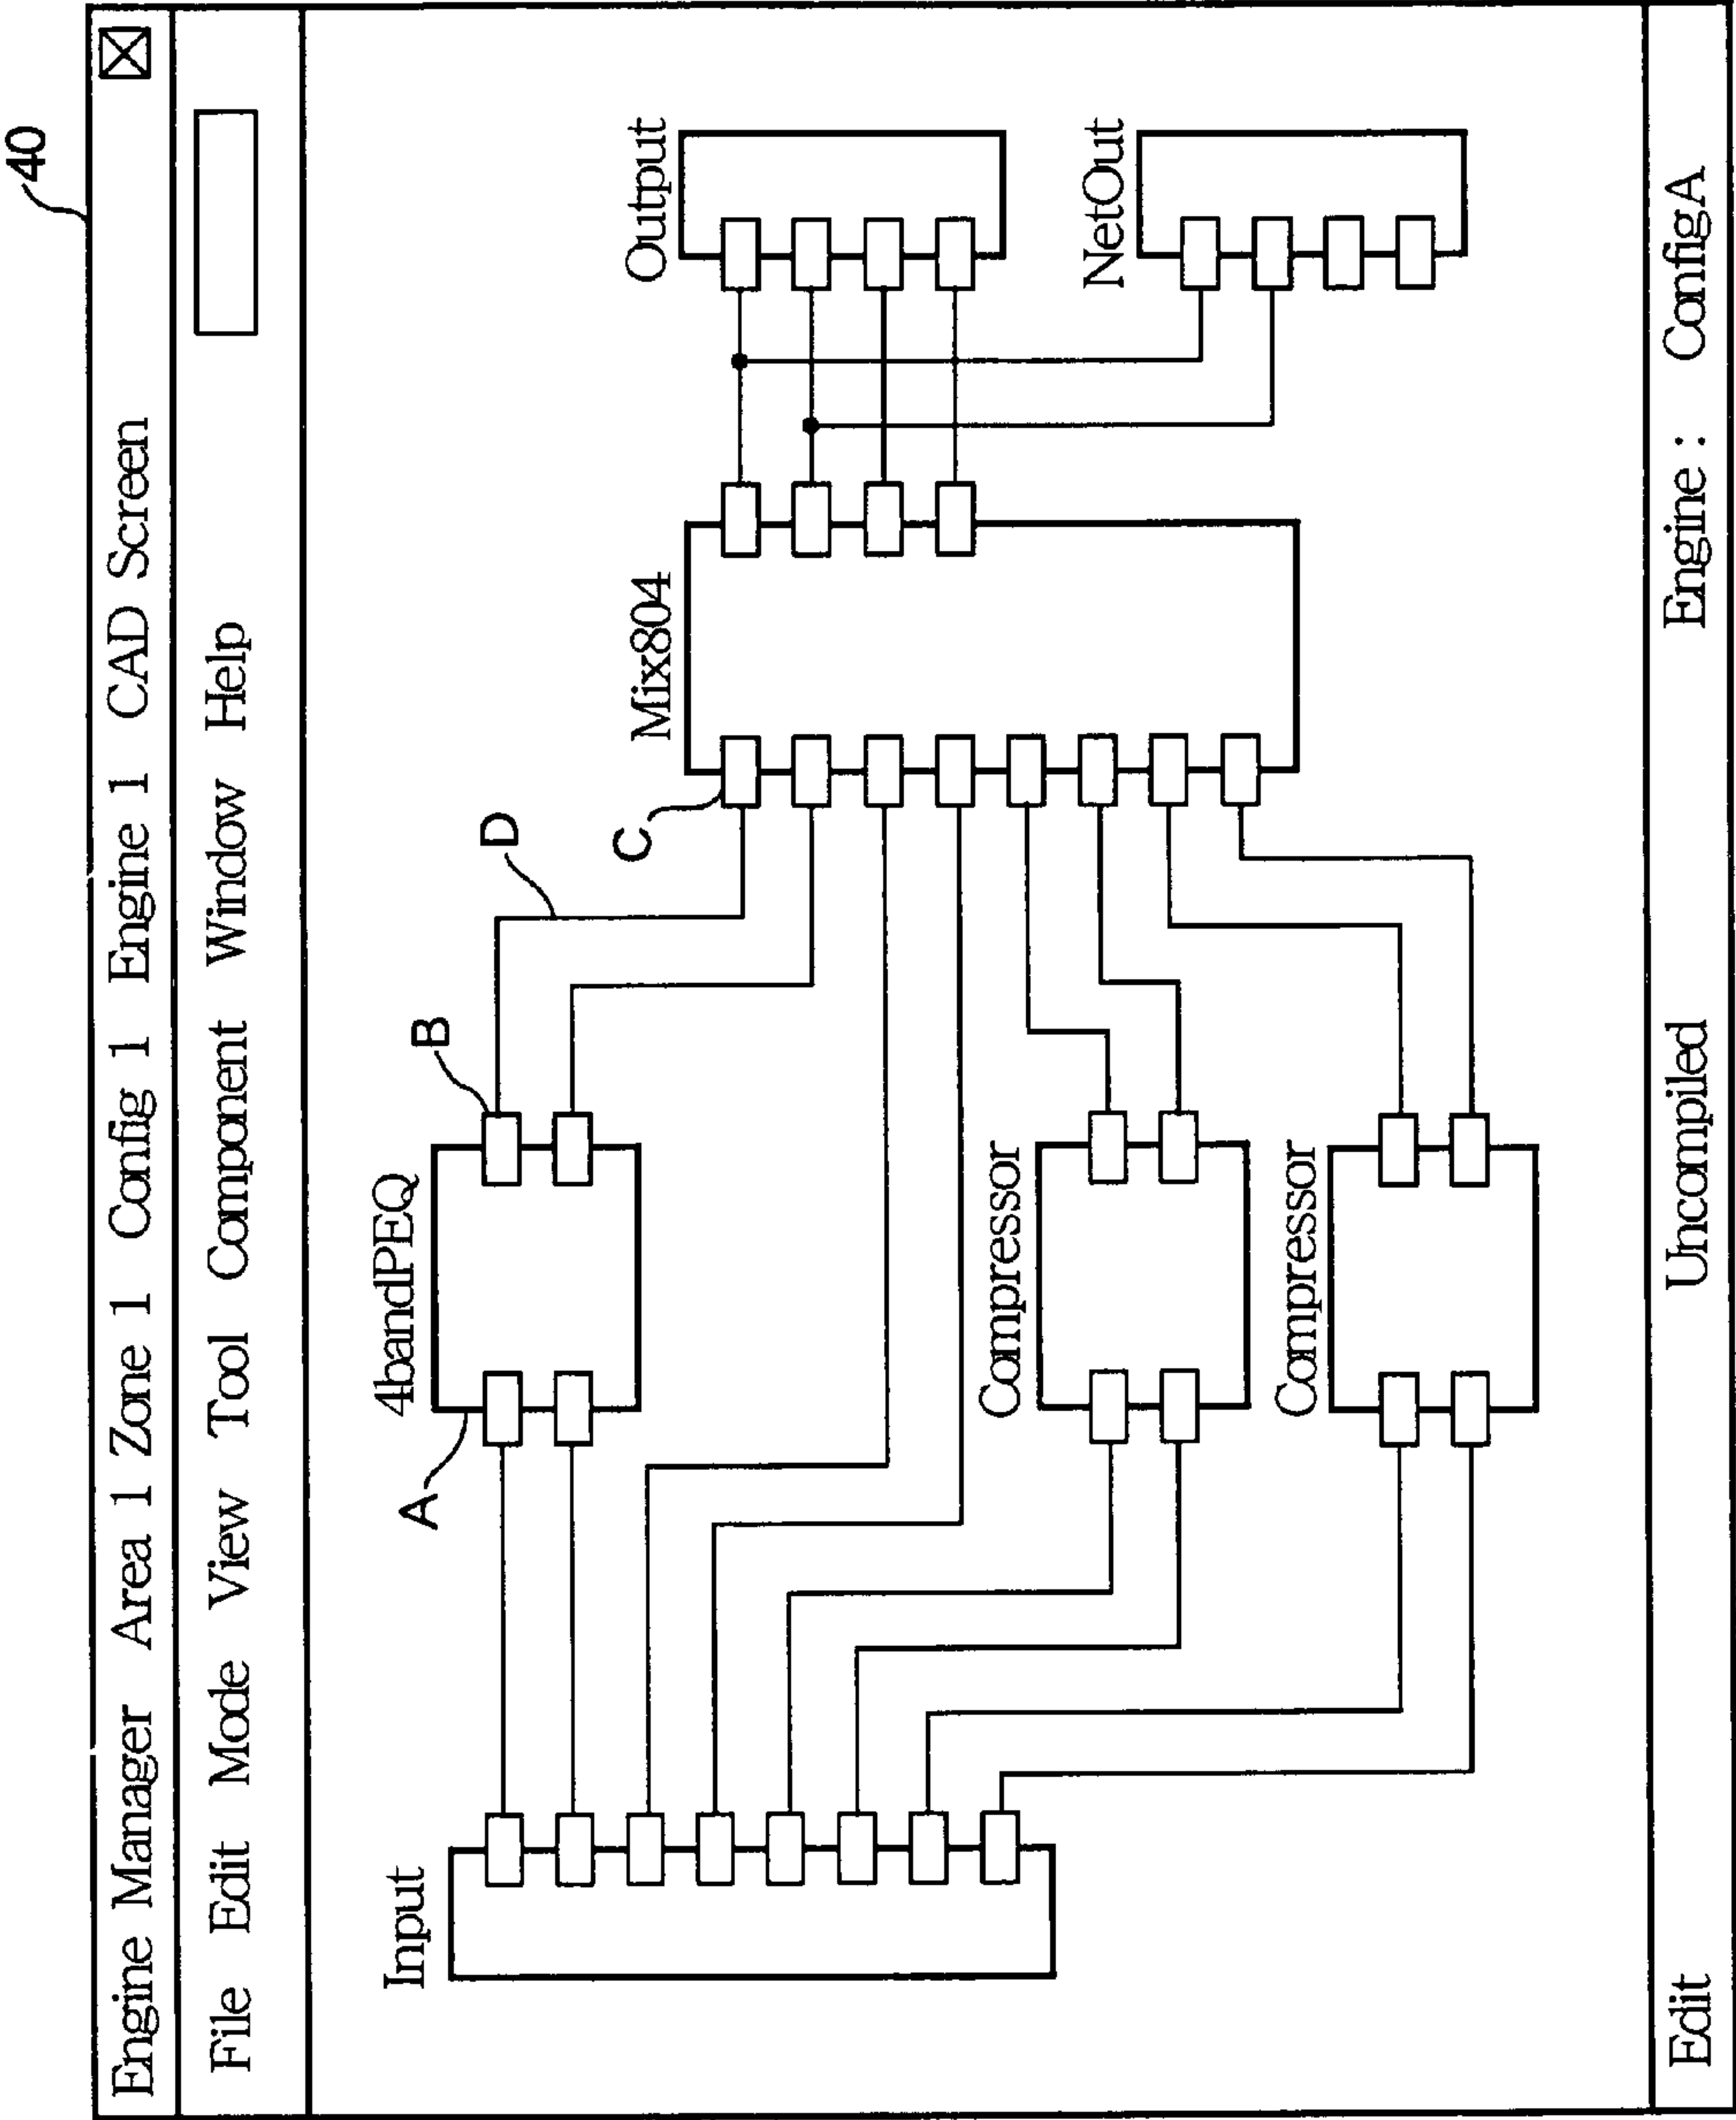 40
Engine Manager Area 1 Zone 1 Config 1 Engine 1 CAD Screen
File Edit Mode View Tool Component Window Help
Input
4bandPEQ
A
B
D
C
Mix804
Output
NetOut
Compressor
Compressor
Edit Uncompiled Engine : ConfigA